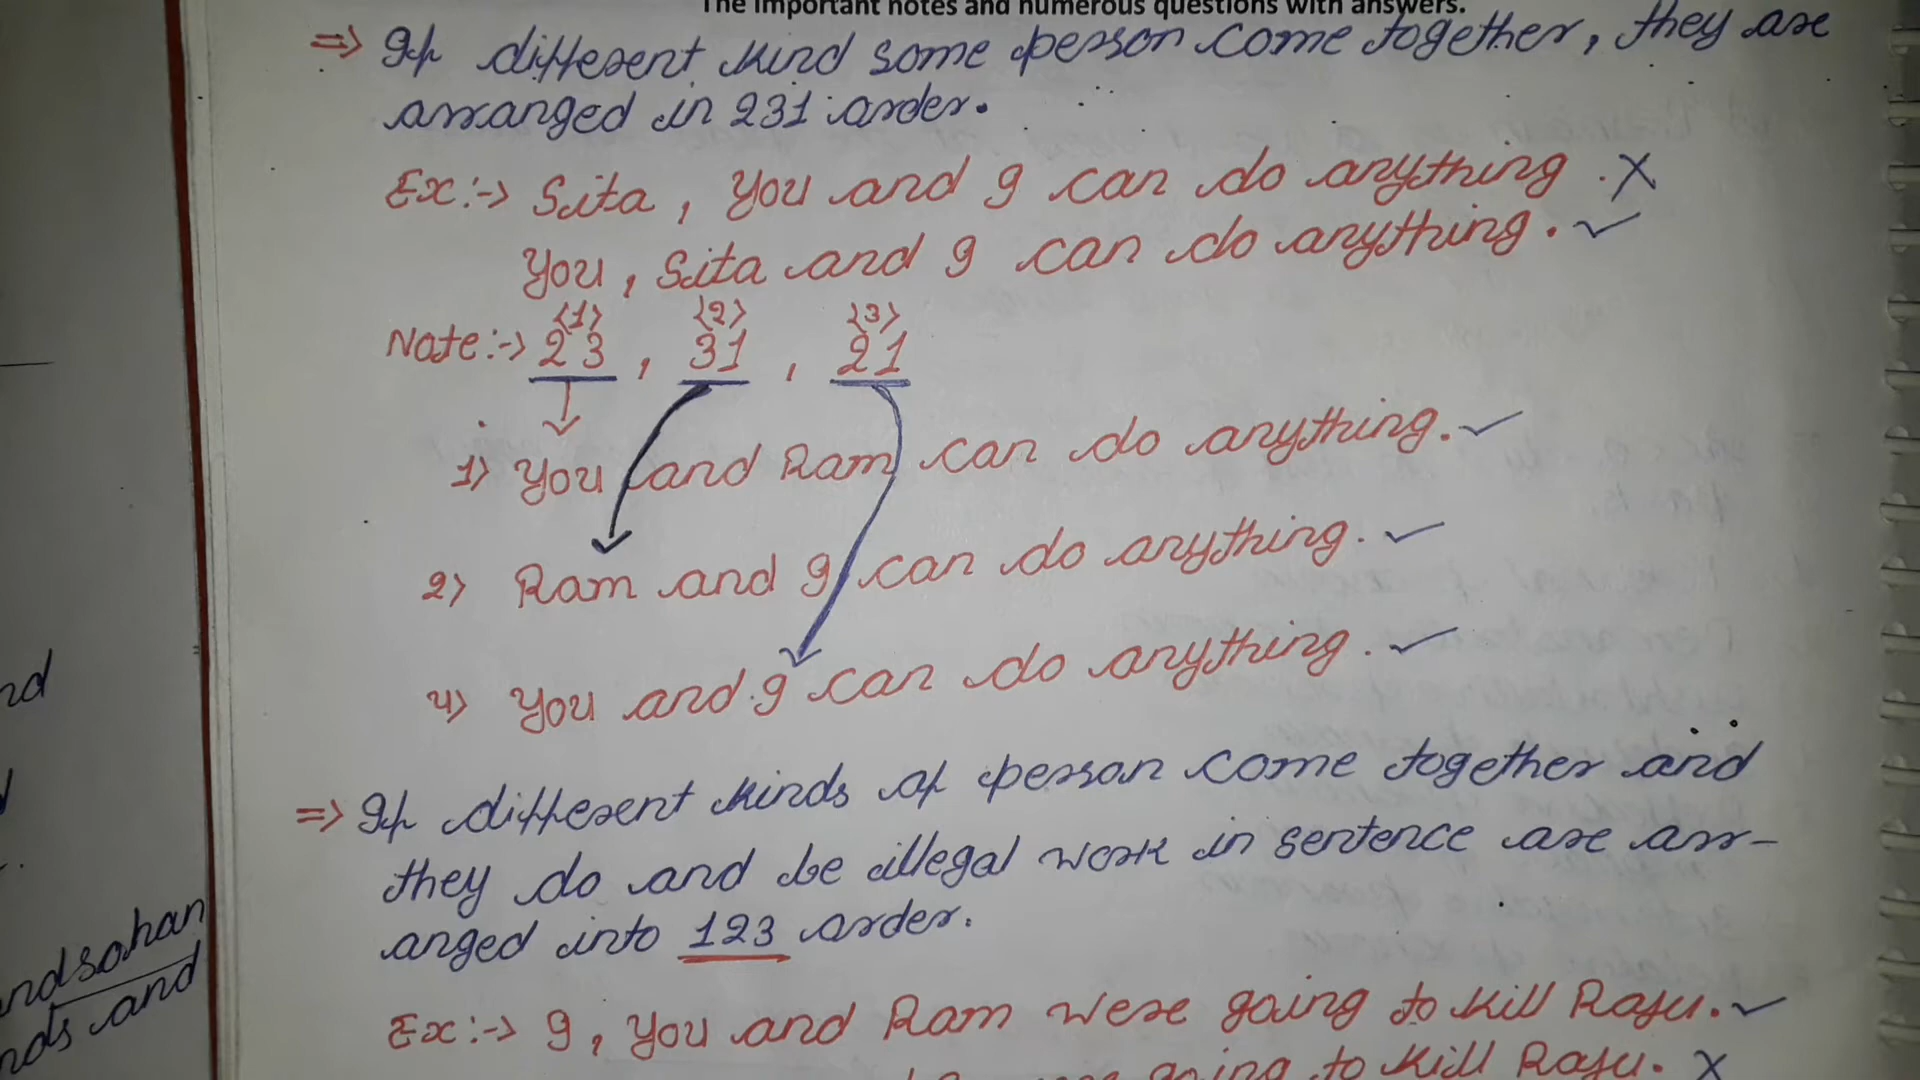 The important notes and numerous questions with answers.
=> If different kind some person come together, they are
arranged in 231 order.
Ex:-> Sita, You and I can do anything. X
You, Sita and I can do anything. ✓
<1> <2> <3>
Note:-> 23, 31, 21
1) You and Ram can do anything. ✓
2) Ram and I can do anything. ✓
4) You and I can do anything. ✓
=> If different kinds of person come together and
they do and be illegal work in sentence are arr-
anged into 123 order.
Ex:-> I, You and Ram were going to kill Raju. ✓
going to kill Raju. X
nd
andsohan
nds and